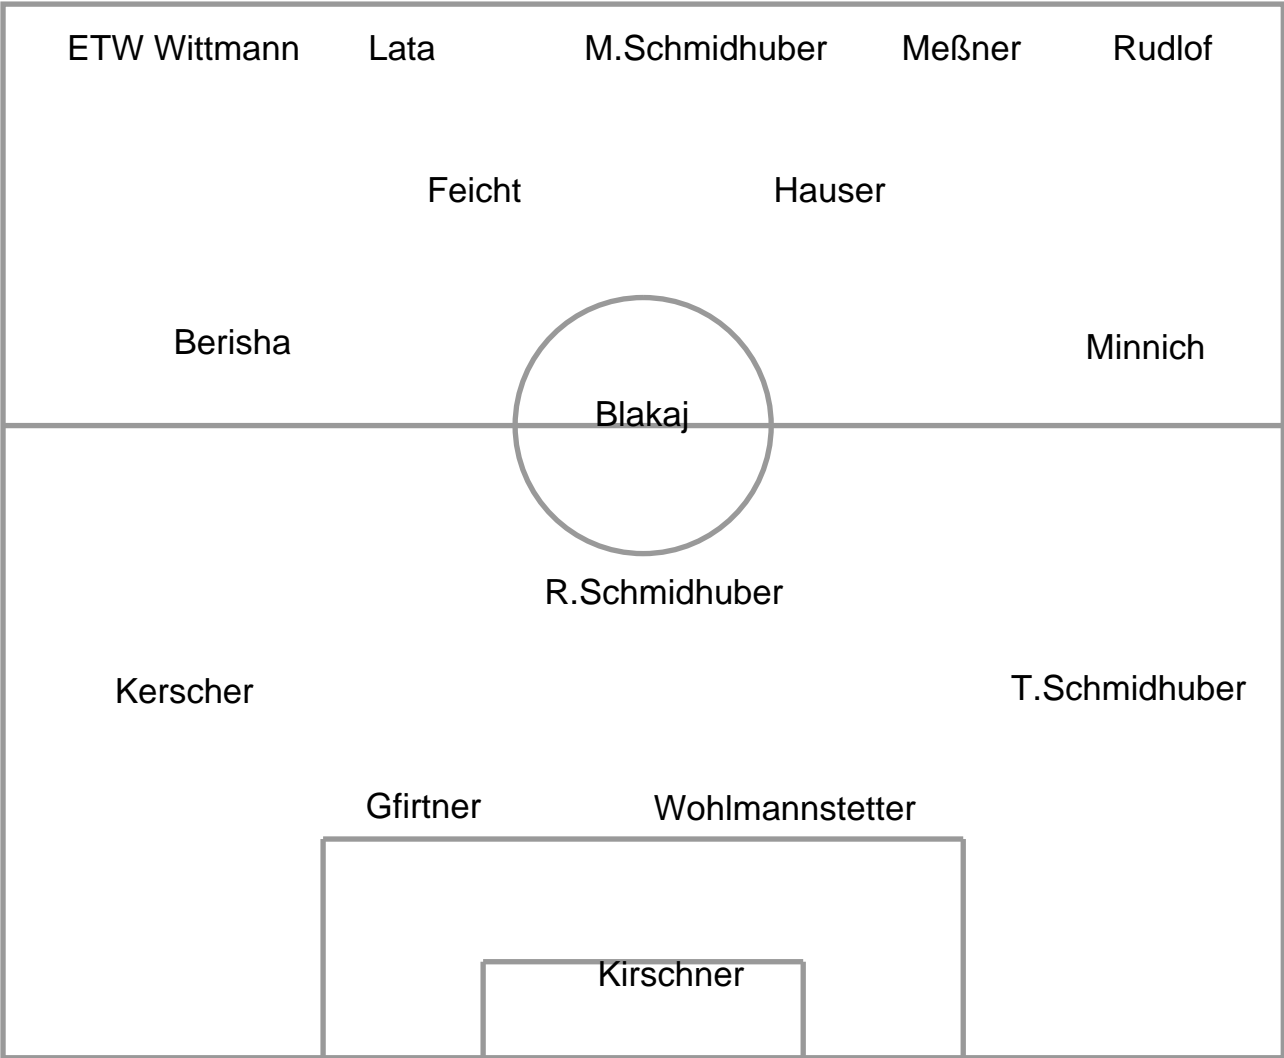 ETW Wittmann Lata M.Schmidhuber Meßner Rudlof
Feicht Hauser
Berisha Minnich
Blakaj
R.Schmidhuber
Kerscher T.Schmidhuber
Gfirtner Wohlmannstetter
Kirschner